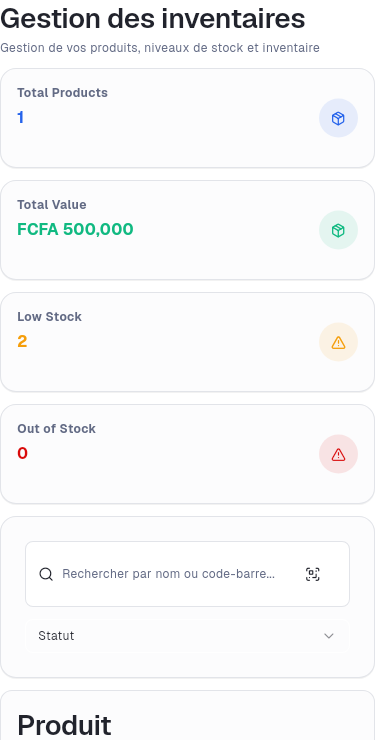 Gestion des inventaires
Gestion de vos produits, niveaux de stock et inventaire
Total Products
1
Total Value
FCFA 500,000
Low Stock
2
Out of Stock
0
Rechercher par nom ou code-barre...
Statut
Produit